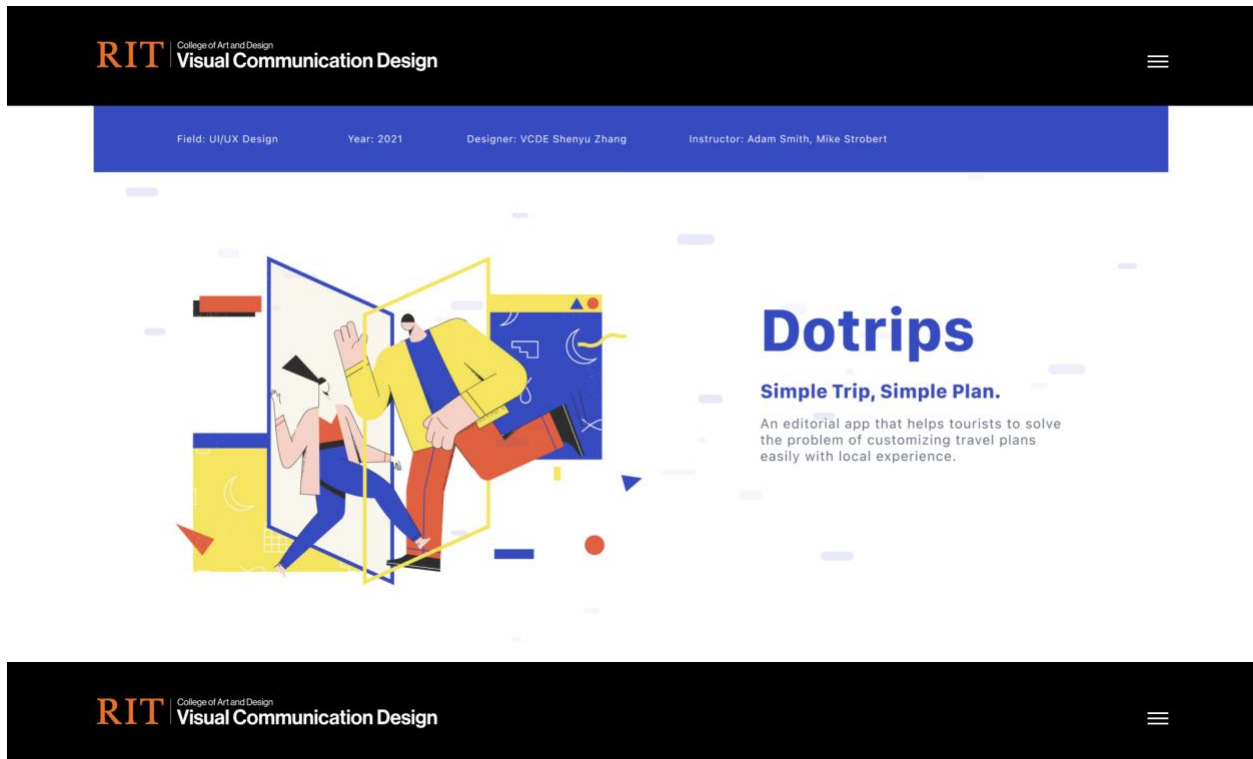 RIT
College of Art and Design
Visual Communication Design
Field: UI/UX Design Year: 2021 Designer: VCDE Shenyu Zhang Instructor: Adam Smith, Mike Strobert
Dotrips
Simple Trip, Simple Plan.
An editorial app that helps tourists to solve
the problem of customizing travel plans
easily with local experience.
RIT
College of Art and Design
Visual Communication Design